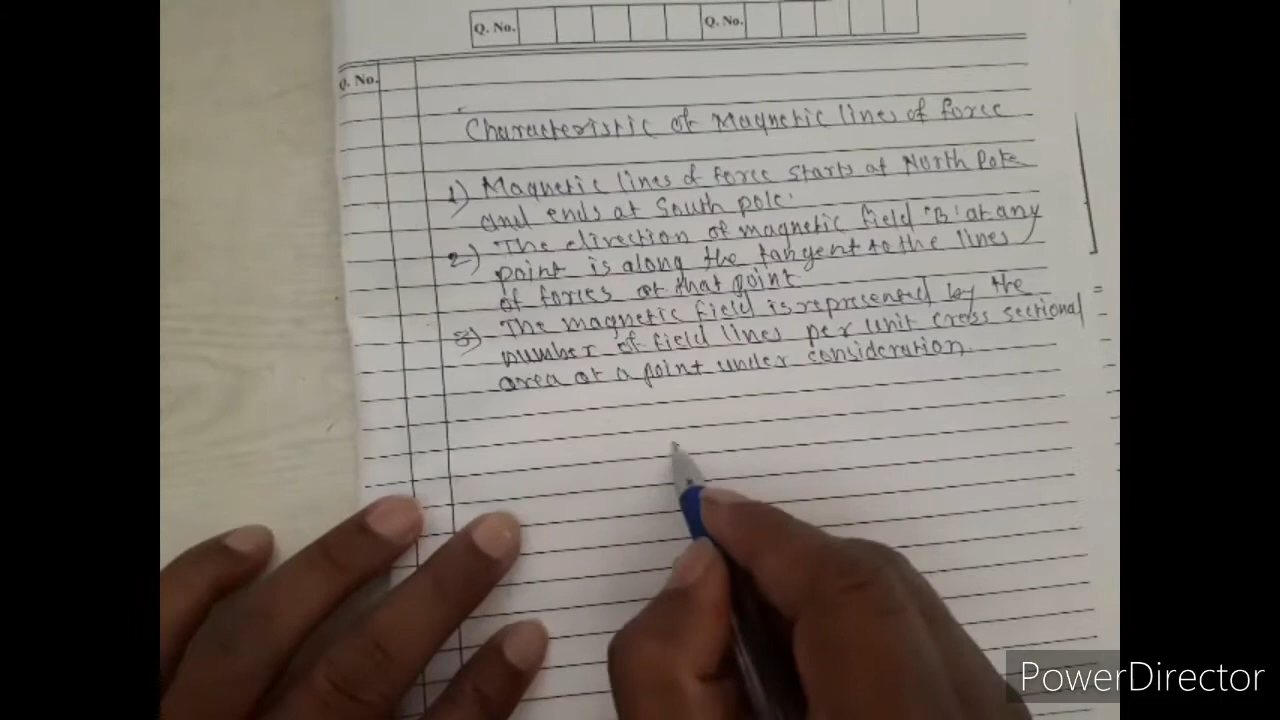 Q. No. Q. No.
Q. No.
Characteristic of Magnetic lines of force
1) Magnetic lines of force starts at North Pole
and ends at South pole.
2) The direction of magnetic field 'B' at any
point is along the tangent to the lines
of forces at that point
3) The magnetic field is represented by the
number of field lines per unit cross sectional
area at a point under consideration.
PowerDirector